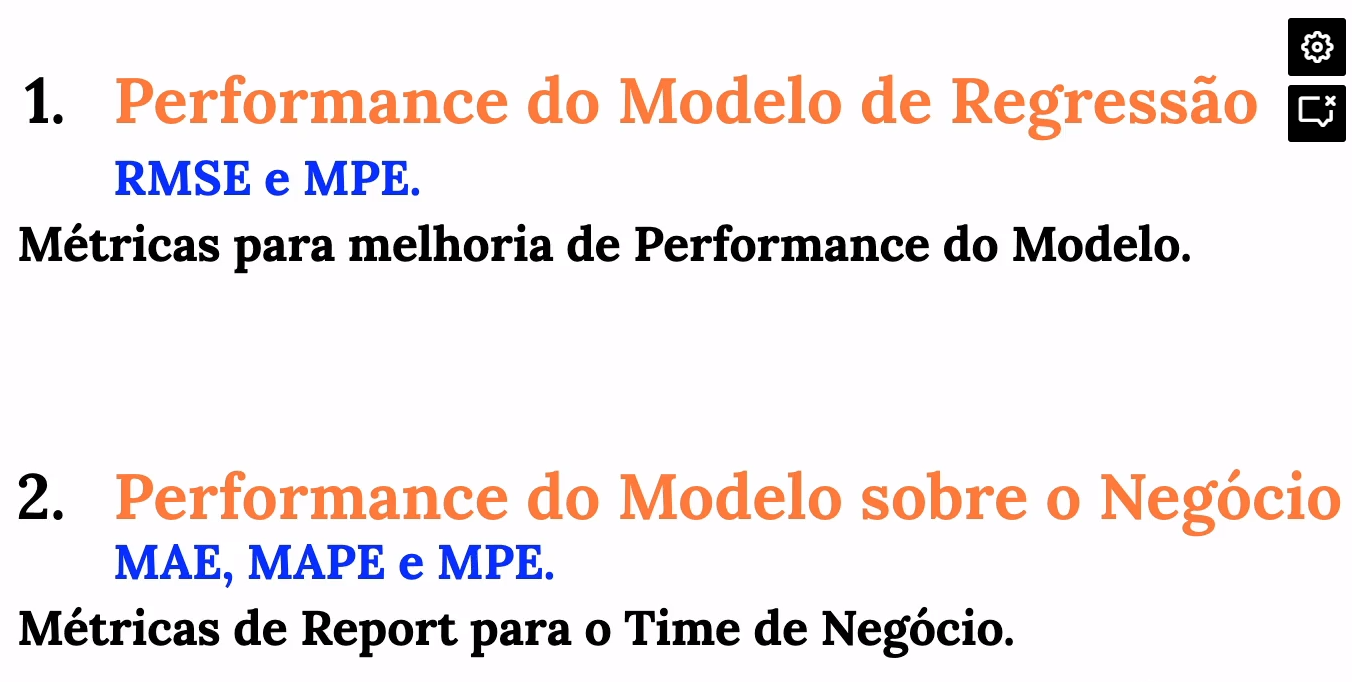 1. Performance do Modelo de Regressão
RMSE e MPE.
Métricas para melhoria de Performance do Modelo.
2. Performance do Modelo sobre o Negócio
MAE, MAPE e MPE.
Métricas de Report para o Time de Negócio.